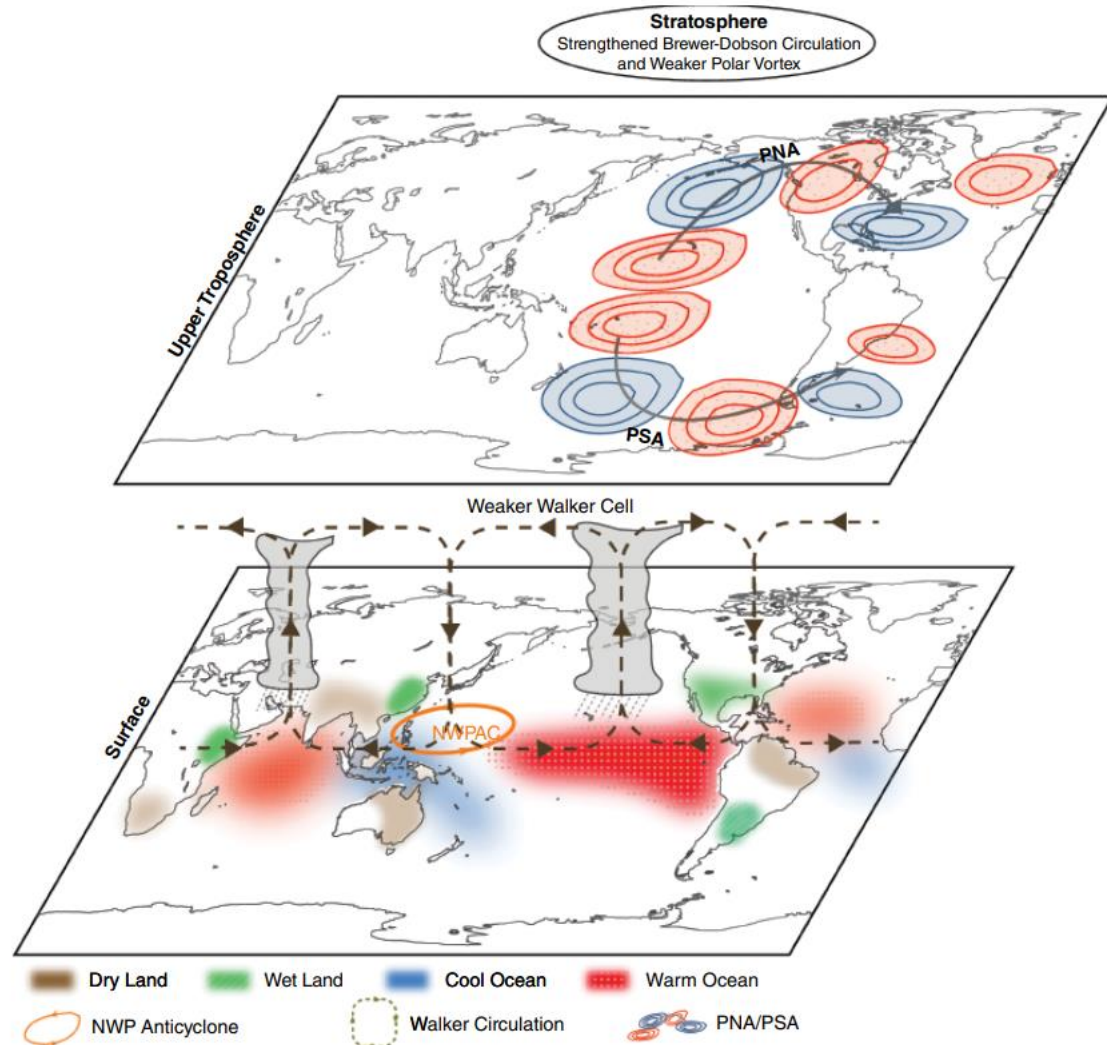 Stratosphere
Strengthened Brewer-Dobson Circulation
and Weaker Polar Vortex
Upper Troposphere
PNA
PSA
Weaker Walker Cell
Surface
NWPAC
Dry Land
Wet Land
Cool Ocean
Warm Ocean
NWP Anticyclone
Walker Circulation
PNA/PSA